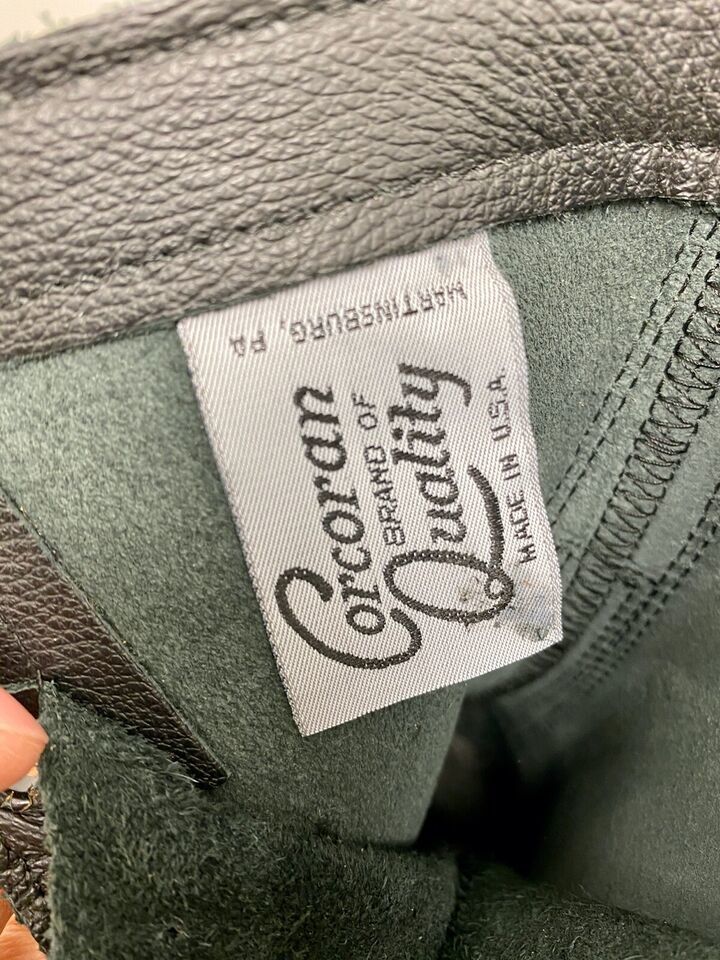 Corcoran
BRAND OF
Quality
MADE IN U.S.A.
MARTINSBURG, PA